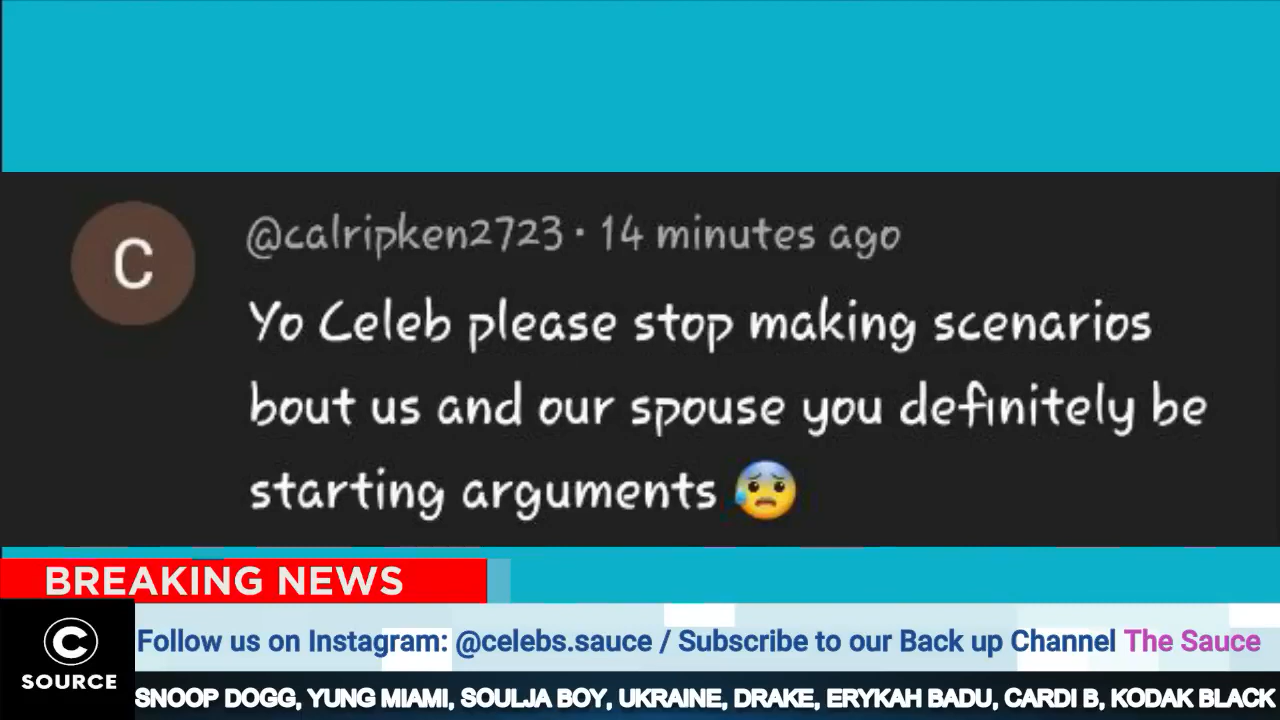 C
@calripken2723 · 14 minutes ago
Yo Celeb please stop making scenarios
bout us and our spouse you definitely be
starting arguments 😰
BREAKING NEWS
C
SOURCE
Follow us on Instagram: @celebs.sauce / Subscribe to our Back up Channel The Sauce
SNOOP DOGG, YUNG MIAMI, SOULJA BOY, UKRAINE, DRAKE, ERYKAH BADU, CARDI B, KODAK BLACK